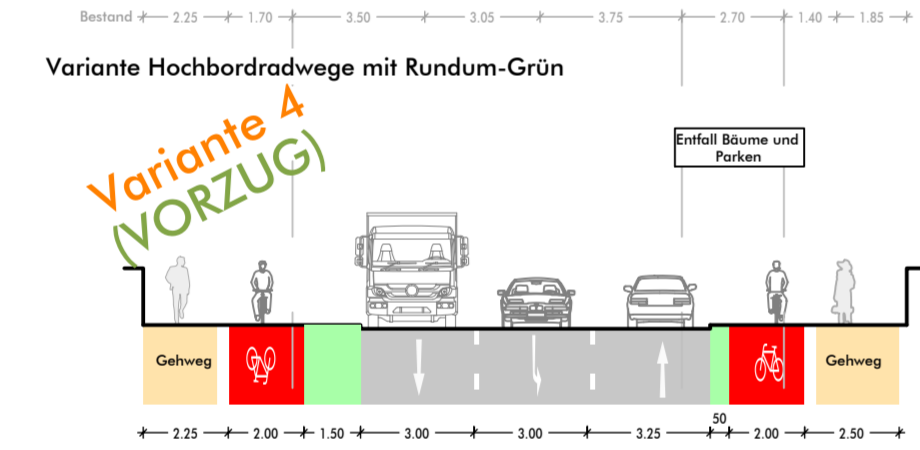 Bestand 2.25 1.70 3.50 3.05 3.75 2.70 1.40 1.85
Variante Hochbordradwege mit Rundum-Grün
Variante 4
(VORZUG)
Entfall Bäume und
Parken
Gehweg Gehweg
50
2.25 2.00 1.50 3.00 3.00 3.25 2.00 2.50